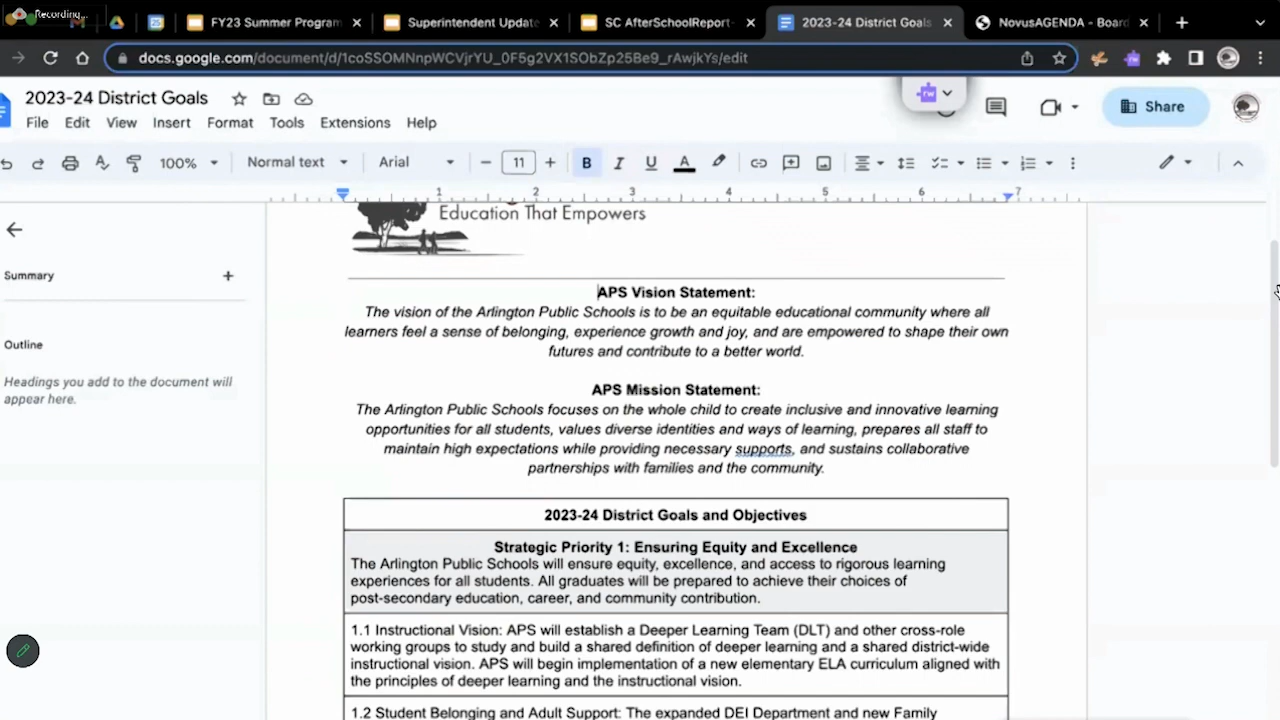 Recording...
FY23 Summer Program
Superintendent Update
SC AfterSchoolReport-
2023-24 District Goals
NovusAGENDA - Board
docs.google.com/document/d/1coSSOMNnpWCVjrYU_0F5g2VX1SObZp25Be9_rAwjkYs/edit
2023-24 District Goals
Share
File Edit View Insert Format Tools Extensions Help
100% Normal text Arial 11 B I U A
1 2 3 4 5 6 7
Education That Empowers
Summary
APS Vision Statement:
The vision of the Arlington Public Schools is to be an equitable educational community where all
learners feel a sense of belonging, experience growth and joy, and are empowered to shape their own
futures and contribute to a better world.
Outline
Headings you add to the document will
appear here.
APS Mission Statement:
The Arlington Public Schools focuses on the whole child to create inclusive and innovative learning
opportunities for all students, values diverse identities and ways of learning, prepares all staff to
maintain high expectations while providing necessary supports, and sustains collaborative
partnerships with families and the community.
2023-24 District Goals and Objectives
Strategic Priority 1: Ensuring Equity and Excellence
The Arlington Public Schools will ensure equity, excellence, and access to rigorous learning
experiences for all students. All graduates will be prepared to achieve their choices of
post-secondary education, career, and community contribution.
1.1 Instructional Vision: APS will establish a Deeper Learning Team (DLT) and other cross-role
working groups to study and build a shared definition of deeper learning and a shared district-wide
instructional vision. APS will begin implementation of a new elementary ELA curriculum aligned with
the principles of deeper learning and the instructional vision.
1.2 Student Belonging and Adult Support: The expanded DEI Department and new Family